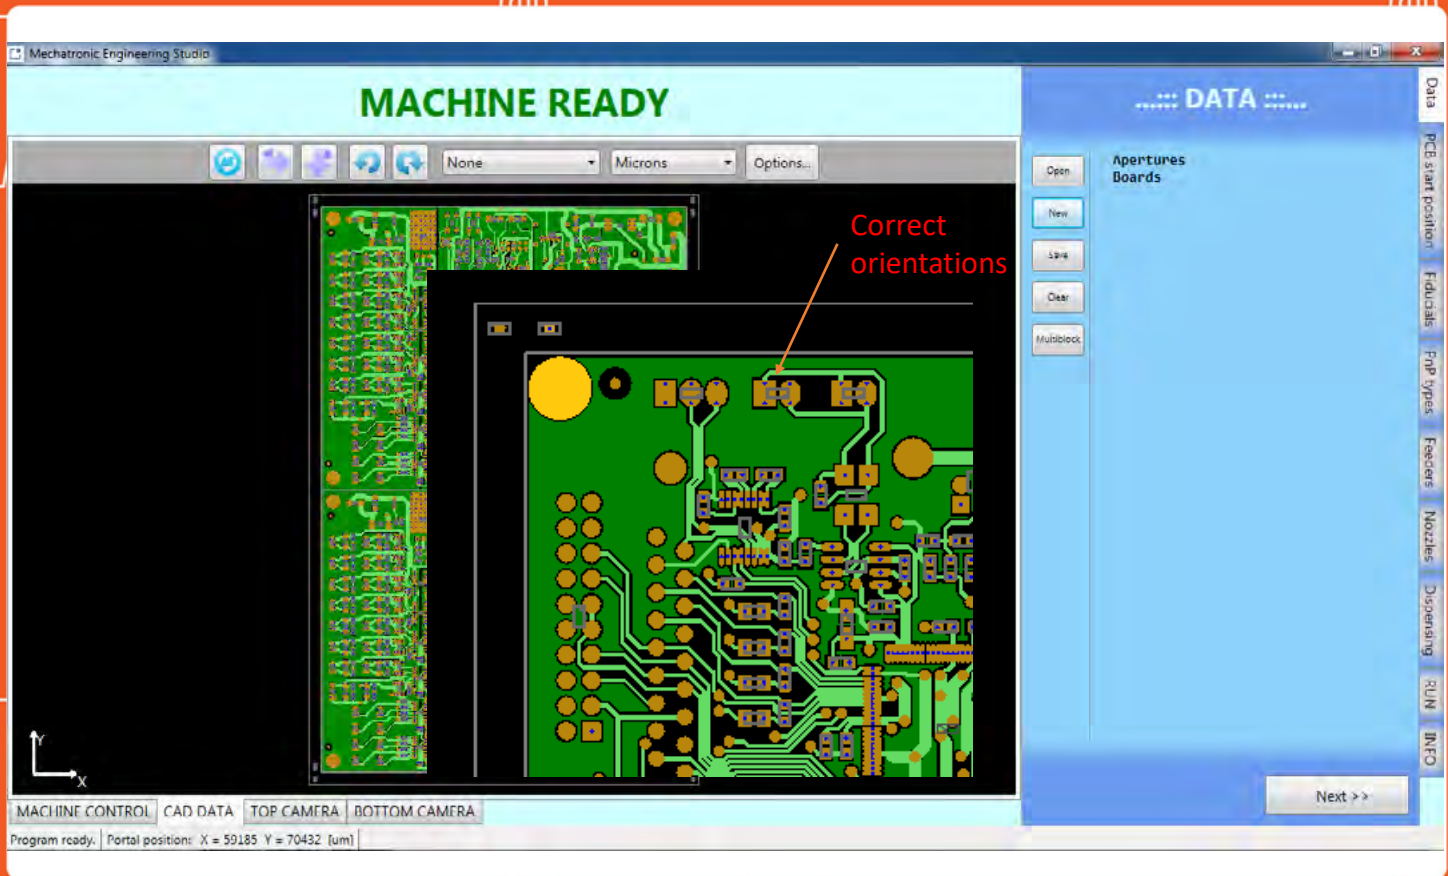 Mechatronic Engineering Studio
MACHINE READY
......::: DATA :::......
None
Microns
Options...
Open
New
Save
Clear
Multiblock
Apertures
Boards
Correct
orientations
Data
PCB start position
Fiducials
PnP types
Feeders
Nozzles
Dispensing
RUN
INFO
Y
X
Next >>
MACHINE CONTROL
CAD DATA
TOP CAMERA
BOTTOM CAMERA
Program ready.
Portal position: X = 59185 Y = 70432 [um]